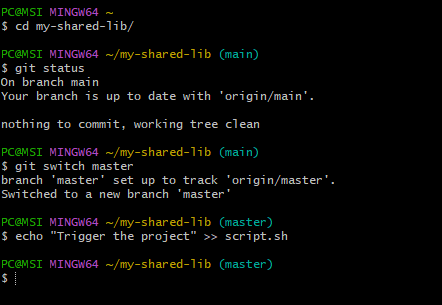 PC@MSI MINGW64 ~
$ cd my-shared-lib/
PC@MSI MINGW64 ~/my-shared-lib (main)
$ git status
On branch main
Your branch is up to date with 'origin/main'.
nothing to commit, working tree clean
PC@MSI MINGW64 ~/my-shared-lib (main)
$ git switch master
branch 'master' set up to track 'origin/master'.
Switched to a new branch 'master'
PC@MSI MINGW64 ~/my-shared-lib (master)
$ echo "Trigger the project" >> script.sh
PC@MSI MINGW64 ~/my-shared-lib (master)
$